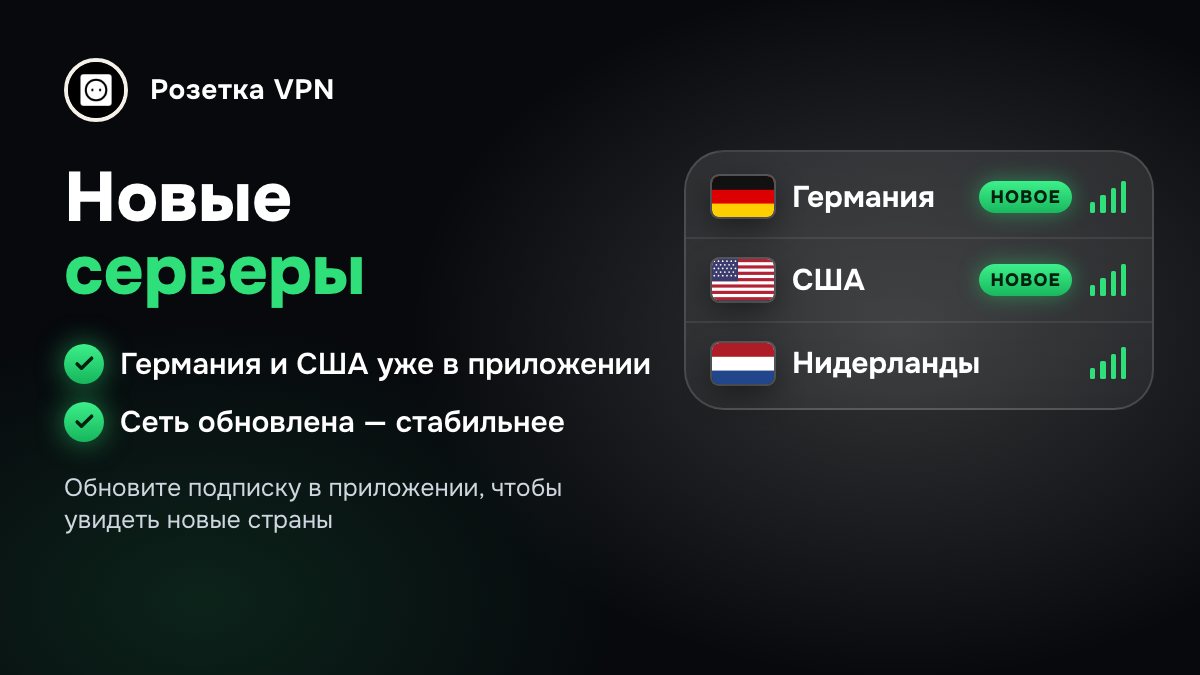 Розетка VPN
Новые
серверы
Германия и США уже в приложении
Сеть обновлена — стабильнее
Обновите подписку в приложении, чтобы
увидеть новые страны
Германия НОВОЕ
США НОВОЕ
Нидерланды